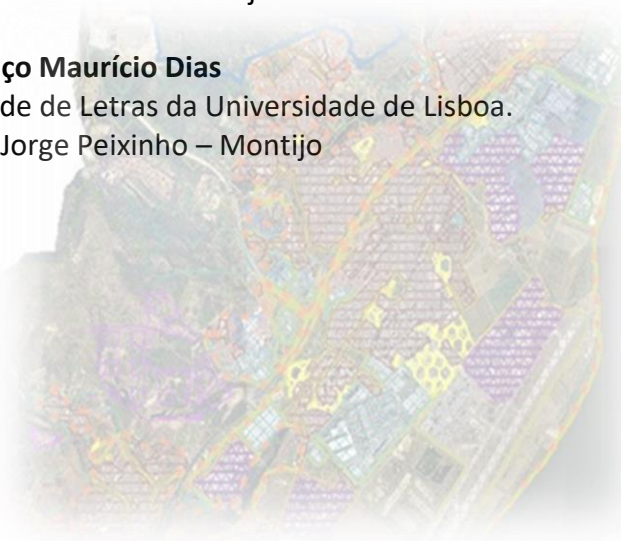 ço Maurício Dias
de de Letras da Universidade de Lisboa.
Jorge Peixinho – Montijo